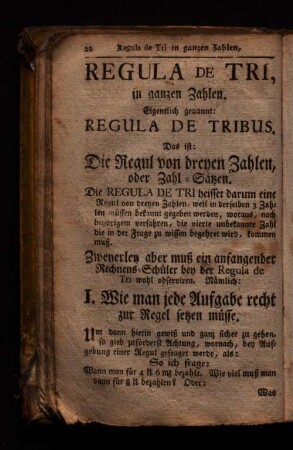 22 Regula de Tri in ganzen Zahlen,
REGULA DE TRI,
in ganzen Zahlen.
Eigentlich genannt:
REGULA DE TRIBUS.
Das ist:
Die Regul von dreyen Zahlen,
oder Zahl-Sätzen.
Die REGULA DE TRI heisset darum eine
Regul von dreyen Zahlen, weil in derselben 3 Zah-
len müssen bekannt gegeben werden, woraus, nach
bezorigem verfahren, die vierte unbekannte Zahl
die in der Frage zu wissen begehret wird, kommen
muß.
Zweyerley aber muß ein anfangender
Rechnens-Schüler bey der Regula de
Tri wohl observiren. Nämlich:
I. Wie man jede Aufgabe recht
zur Regel setzen müsse.
Um dann hierin gewiß und ganz sicher zu gehen,
so gieb zuförderst Achtung, wornach, bey Auf-
gebung einer Regul gefraget werde, als:
So ich frage:
Wann man für 4 ℔ 6 mg bezahlt. Wie viel muß man
dann für 8 ℔ bezahlen? Oder:
Was